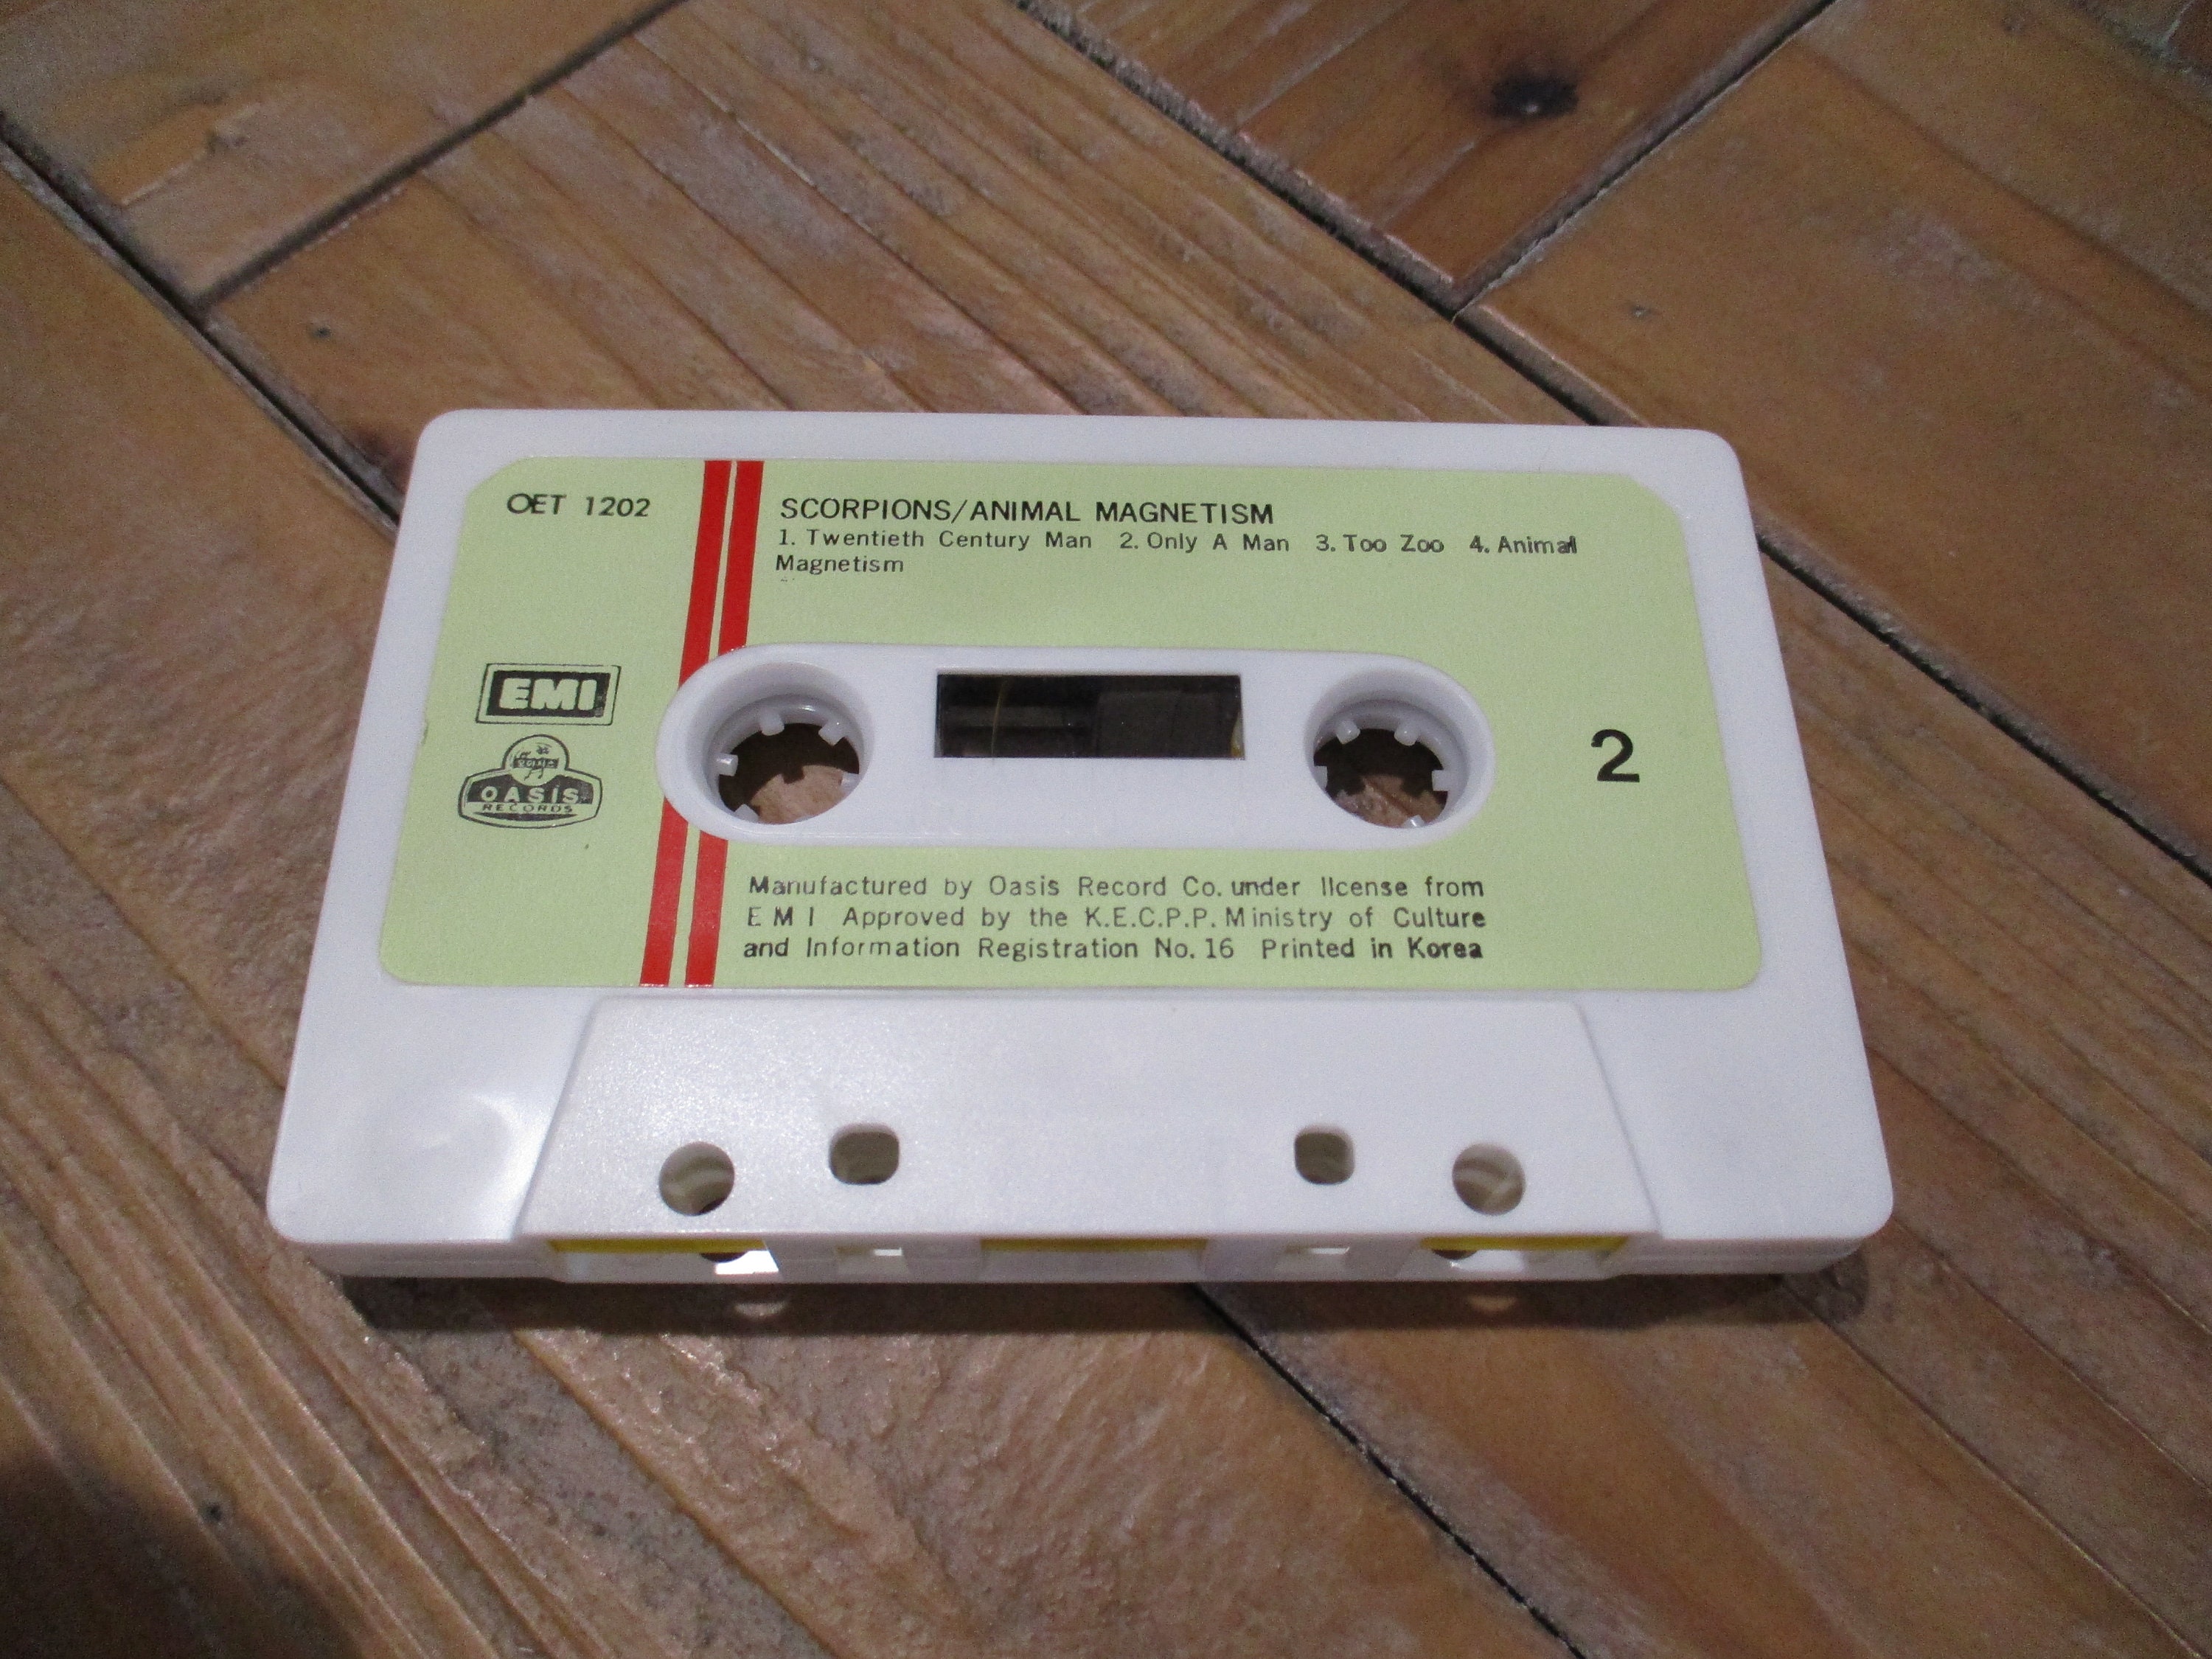 OET 1202
SCORPIONS/ANIMAL MAGNETISM
1. Twentieth Century Man 2. Only A Man 3. Too Zoo 4. Animal
Magnetism
EMI
OASIS
RECORDS
2
Manufactured by Oasis Record Co. under license from
EMI Approved by the K.E.C.P.P. Ministry of Culture
and Information Registration No. 16 Printed in Korea